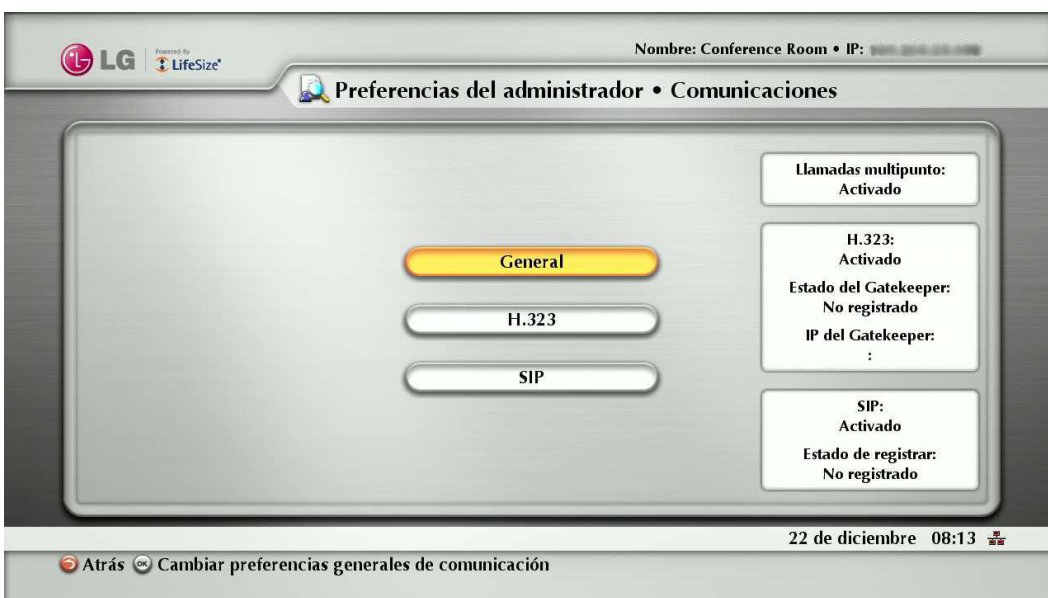 LG
Powered By
LifeSize
Nombre: Conference Room • IP:
Preferencias del administrador • Comunicaciones
General
H.323
SIP
Llamadas multipunto:
Activado
H.323:
Activado
Estado del Gatekeeper:
No registrado
IP del Gatekeeper:
:
SIP:
Activado
Estado de registrar:
No registrado
22 de diciembre 08:13
Atrás OK Cambiar preferencias generales de comunicación